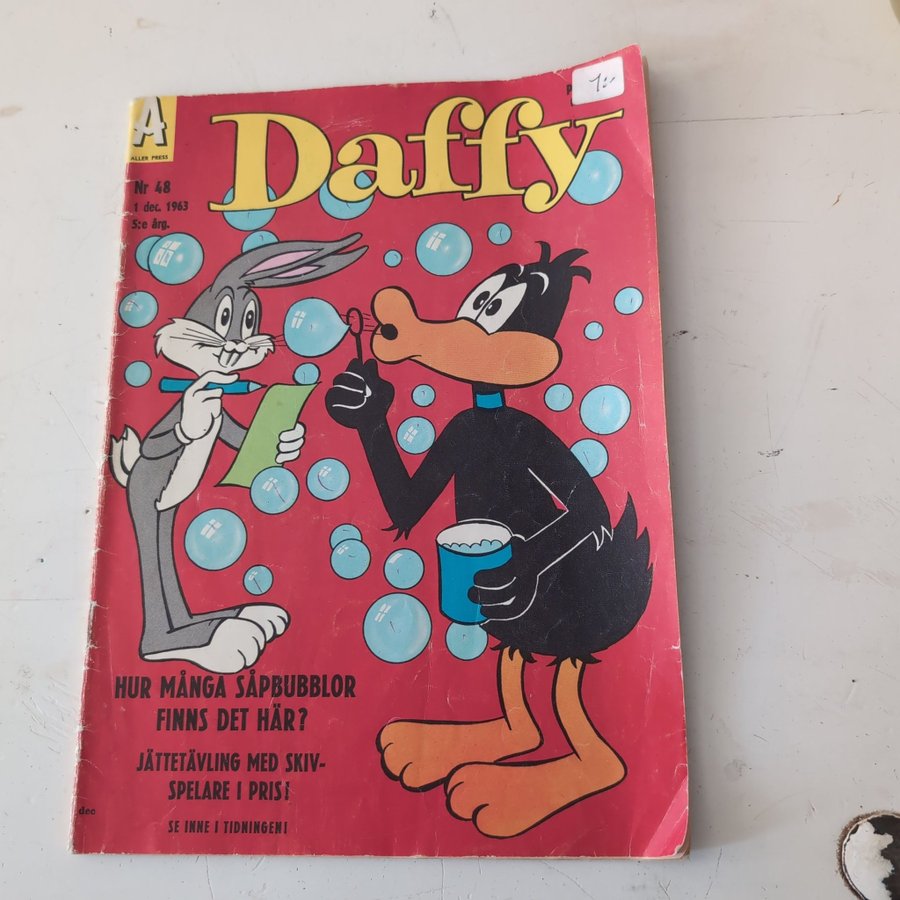 A
ALLER PRESS
Daffy
Nr 48
1 dec. 1963
5:e årg.
HUR MÅNGA SÅPBUBBLOR
FINNS DET HÄR?
JÄTTETÄVLING MED SKIV-
SPELARE I PRIS!
SE INNE I TIDNINGEN!
dec